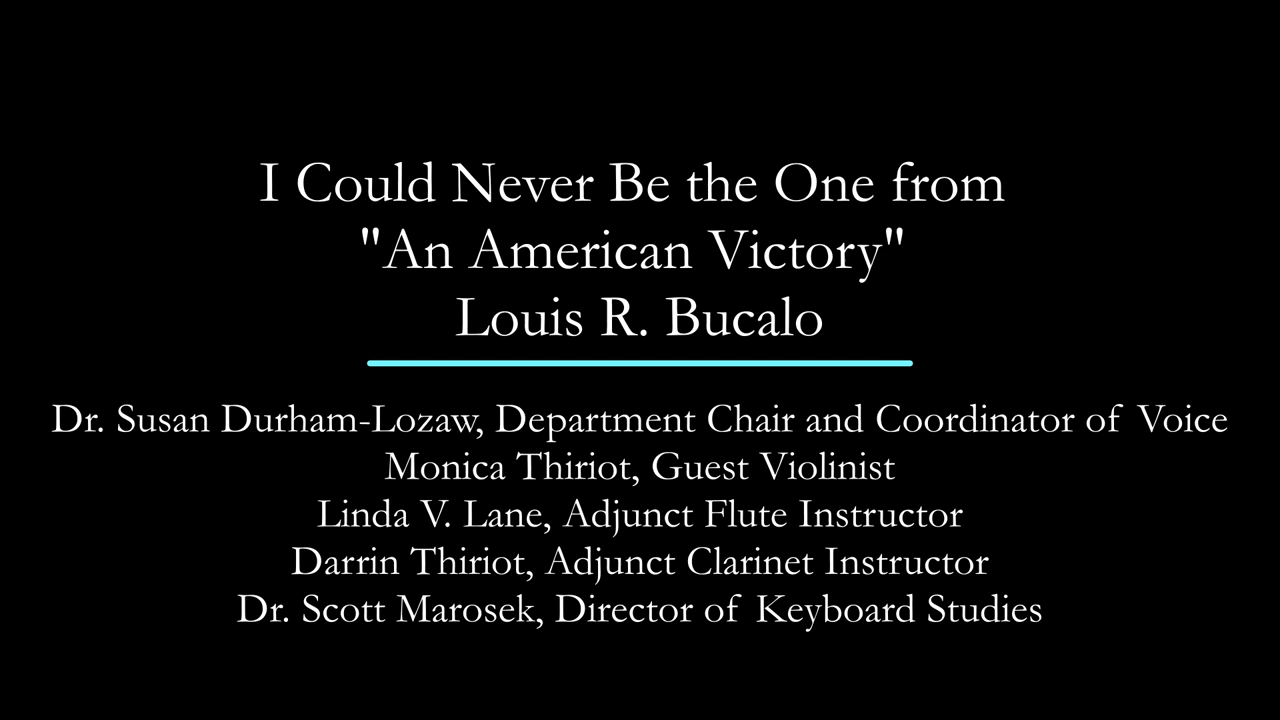 I Could Never Be the One from
"An American Victory"
Louis R. Bucalo
Dr. Susan Durham-Lozaw, Department Chair and Coordinator of Voice
Monica Thiriot, Guest Violinist
Linda V. Lane, Adjunct Flute Instructor
Darrin Thiriot, Adjunct Clarinet Instructor
Dr. Scott Marosek, Director of Keyboard Studies